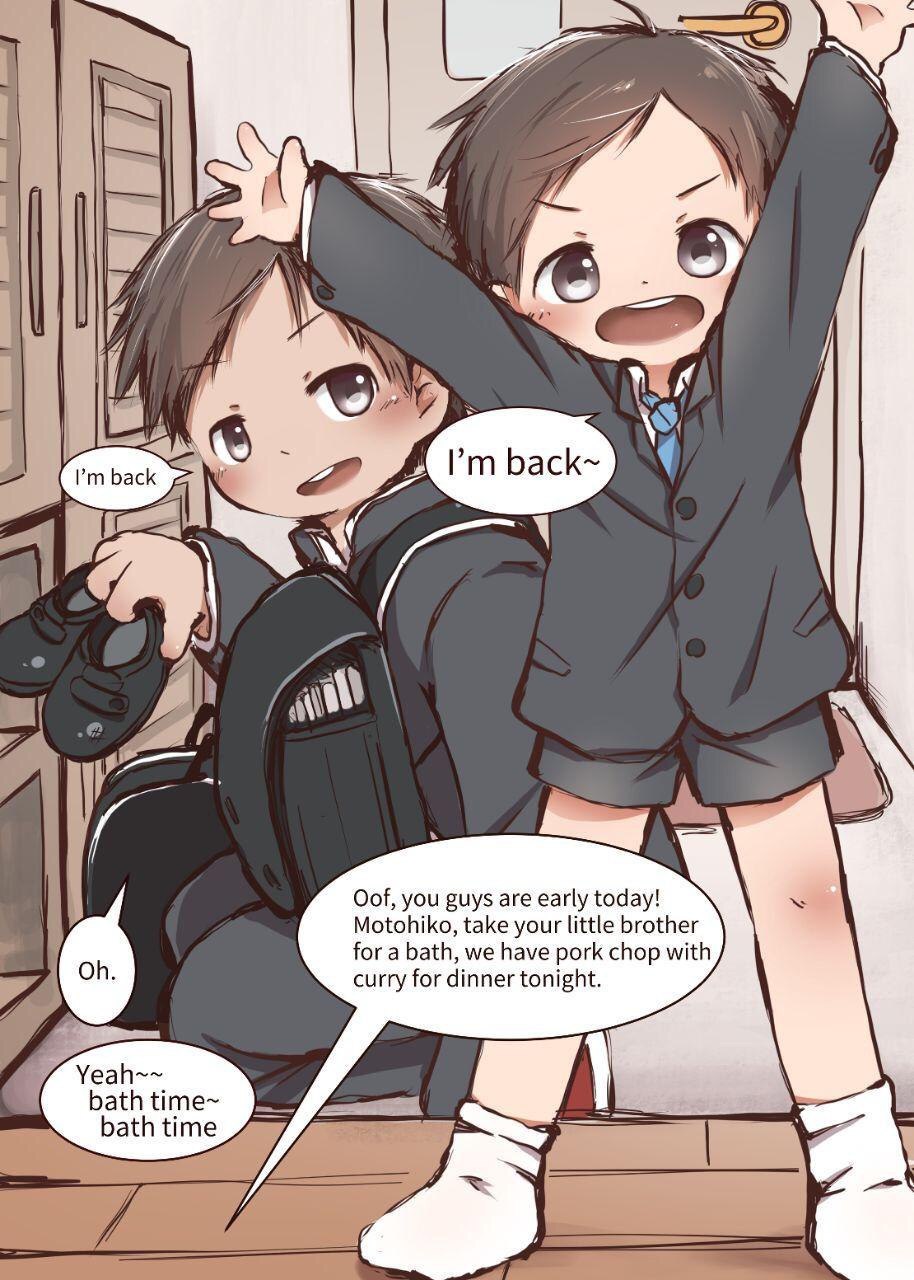 I'm back~
I'm back
Oof, you guys are early today!
Motohiko, take your little brother
for a bath, we have pork chop with
curry for dinner tonight.
Oh.
Yeah~~
bath time~
bath time